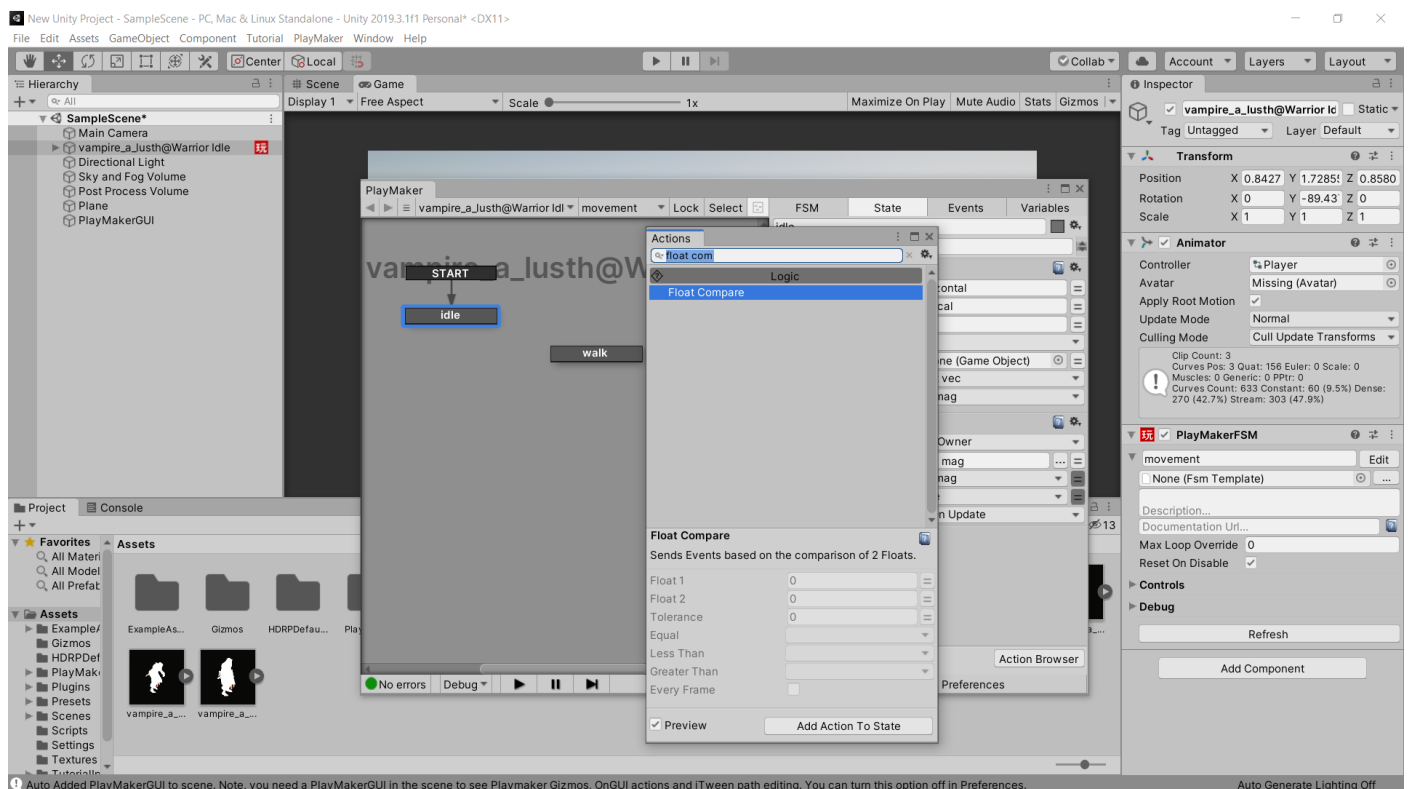 New Unity Project - SampleScene - PC, Mac & Linux Standalone - Unity 2019.3.1f1 Personal* <DX11>
File Edit Assets GameObject Component Tutorial PlayMaker Window Help
Center Local Collab Account Layers Layout
Hierarchy
All
SampleScene*
Main Camera
vampire_a_lusth@Warrior Idle 玩
Directional Light
Sky and Fog Volume
Post Process Volume
Plane
PlayMakerGUI
Scene Game
Display 1 Free Aspect Scale 1x Maximize On Play Mute Audio Stats Gizmos
PlayMaker
vampire_a_lusth@Warrior Idl movement Lock Select FSM State Events Variables
START
idle
walk
No errors Debug
Action Browser
Preferences
Owner
Actions
float com
Logic
Float Compare
Float Compare
Sends Events based on the comparison of 2 Floats.
Float 1 0
Float 2 0
Tolerance 0
Equal
Less Than
Greater Than
Every Frame
Preview Add Action To State
Inspector
vampire_a_lusth@Warrior Static
Tag Untagged Layer Default
Transform
Position X 0.8427 Y 1.7285 Z 0.8580
Rotation X 0 Y -89.43 Z 0
Scale X 1 Y 1 Z 1
Animator
Controller Player
Avatar Missing (Avatar)
Apply Root Motion
Update Mode Normal
Culling Mode Cull Update Transforms
Clip Count: 3
Curves Pos: 3 Quat: 156 Euler: 0 Scale: 0
Muscles: 0 Generic: 0 PPtr: 0
Curves Count: 633 Constant: 60 (9.5%) Dense:
270 (42.7%) Stream: 303 (47.9%)
玩 PlayMakerFSM
movement Edit
None (Fsm Template) ...
Description...
Documentation Url...
Max Loop Override 0
Reset On Disable
Controls
Debug
Refresh
Add Component
Project Console
13
Favorites
All Materi
All Model
All Prefab
Assets
ExampleA
Gizmos
HDRPDef
PlayMak
Plugins
Presets
Scenes
Scripts
Settings
Textures
Assets
ExampleAs... Gizmos HDRPDefau... Play
vampire_a_... vampire_a_...
Auto Added PlayMakerGUI to scene. Note, you need a PlayMakerGUI in the scene to see Playmaker Gizmos, OnGUI actions and iTween path editing. You can turn this option off in Preferences.
Auto Generate Lighting Off